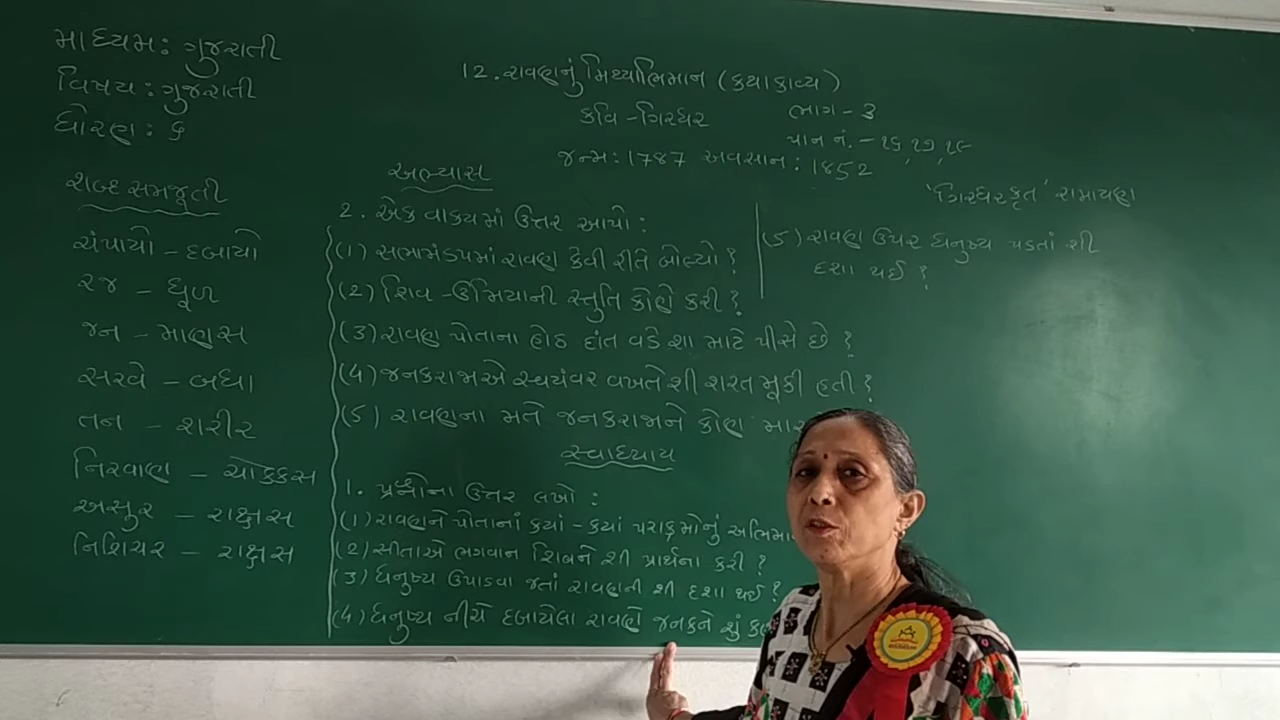 માધ્યમ: ગુજરાતી
વિષય: ગુજરાતી
ધોરણ: ૬
12. રાવણનું મિથ્યાભિમાન (કથાકાવ્ય)
કવિ - ગિરધર
ભાગ - 3
પાન નં. - ૧૬,૧૭,૧૮
જન્મ: 1787 અવસાન: 1852
'ગિરધરકૃત' રામાયણ
શબ્દસમજૂતી
ચંપાયો - દબાયો
રજ - ધૂળ
જન - માણસ
સરવે - બધા
તન - શરીર
નિરવાણ - ચોક્કસ
અસુર - રાક્ષસ
નિશિચર - રાક્ષસ
અભ્યાસ
2. એક વાક્યમાં ઉત્તર આપો:
(1) સભામંડપમાં રાવણ કેવી રીતે બોલ્યો?
(2) શિવ-ઉમિયાની સ્તુતિ કોણે કરી?
(3) રાવણ પોતાના હોઠ દાંત વડે શા માટે પીસે છે?
(4) જનકરાજાએ સ્વયંવર વખતે શી શરત મૂકી હતી?
(5) રાવણના મતે જનકરાજાને કોણ
સ્વાધ્યાય
1. પ્રશ્નોના ઉત્તર લખો:
(1) રાવણને પોતાનાં કયાં-કયાં પરાક્રમોનું
(2) સીતાએ ભગવાન શિવને શી પ્રાર્થના કરી?
(3) ધનુષ્ય ઉપાડવા જતાં રાવણની શી દશા થઈ?
(4) ધનુષ્ય નીચે દબાયેલા રાવણે જનકને શું
(5) રાવણ ઉપર ધનુષ્ય પડતાં શી
દશા થઈ?